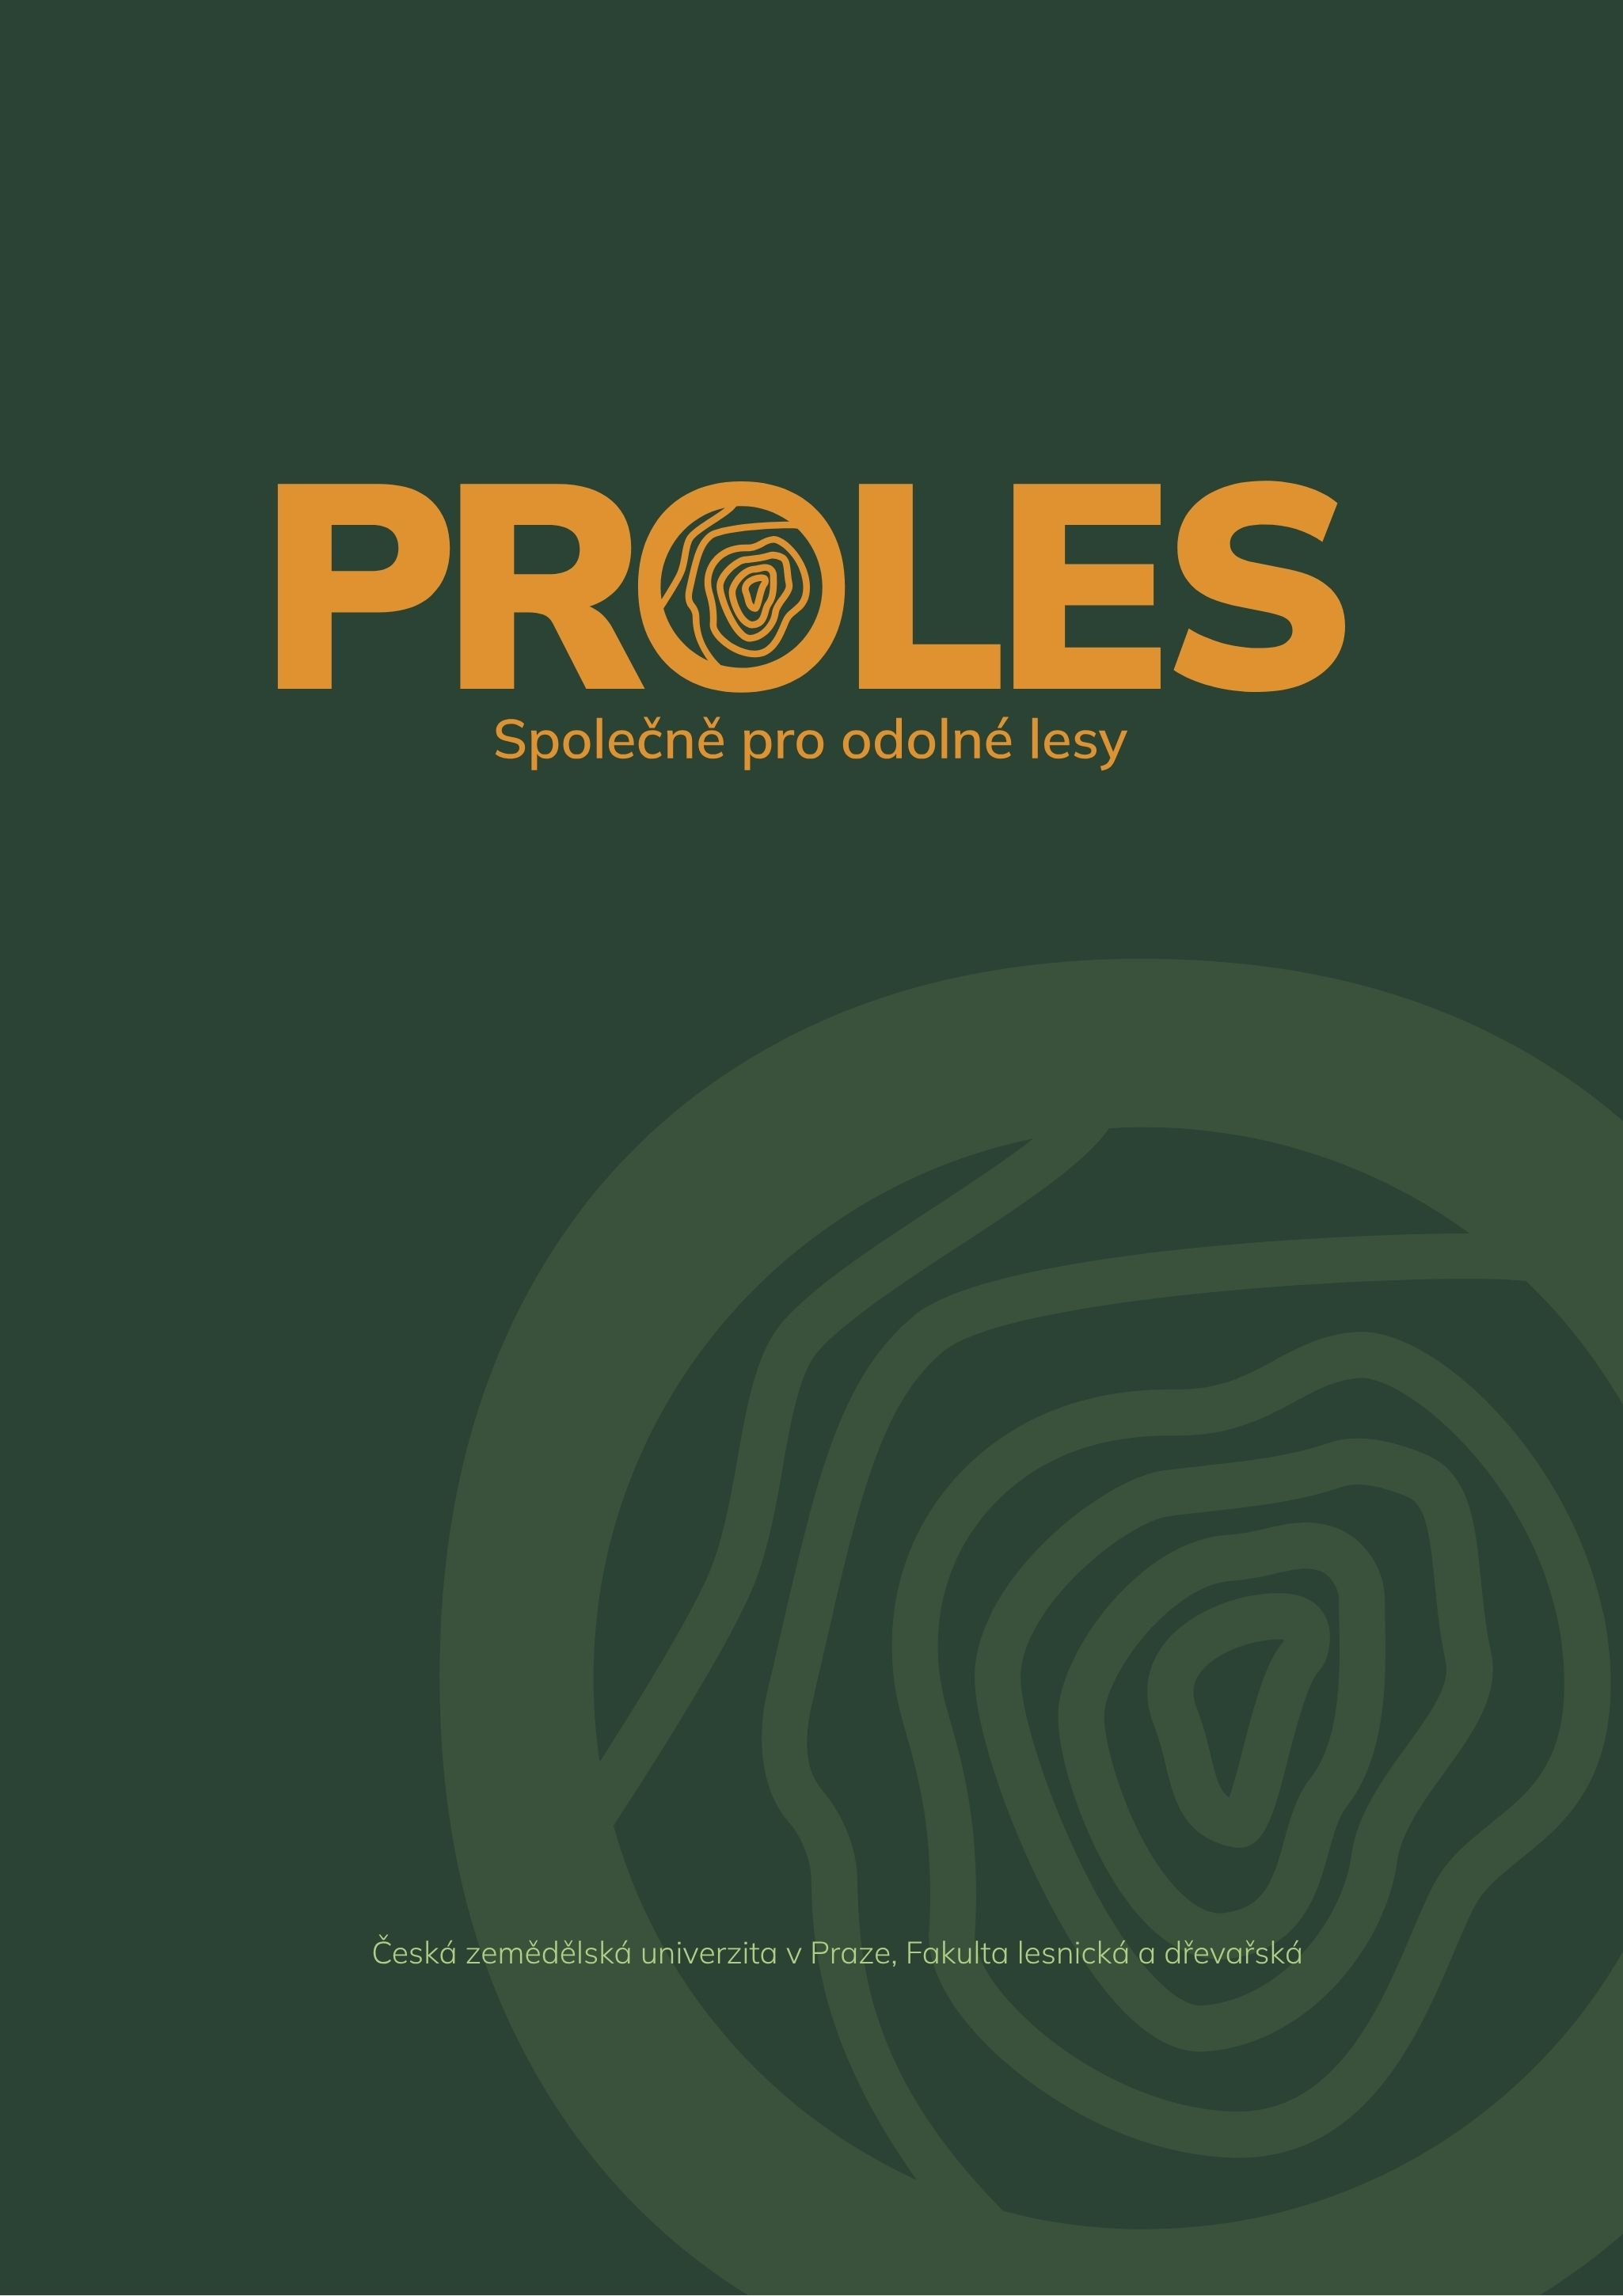 PROLES
Společně pro odolné lesy
Česká zemědělská univerzita v Praze, Fakulta lesnická a dřevařská